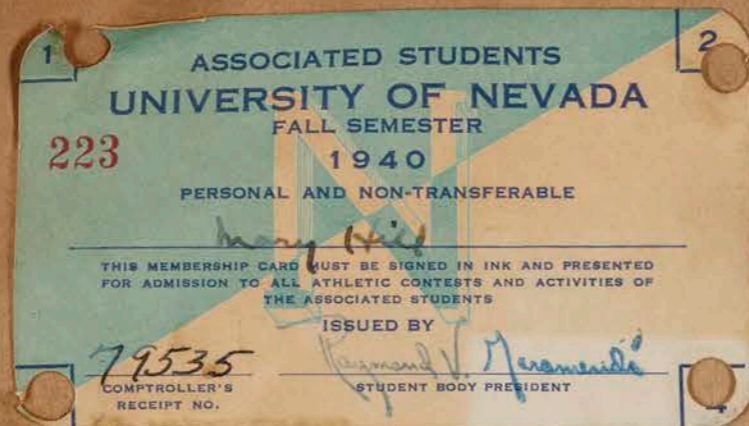 1
2
ASSOCIATED STUDENTS
UNIVERSITY OF NEVADA
FALL SEMESTER
223
1940
PERSONAL AND NON-TRANSFERABLE
Mary Hill
THIS MEMBERSHIP CARD MUST BE SIGNED IN INK AND PRESENTED
FOR ADMISSION TO ALL ATHLETIC CONTESTS AND ACTIVITIES OF
THE ASSOCIATED STUDENTS
ISSUED BY
79535
Raymond V.
COMPTROLLER'S
RECEIPT NO.
STUDENT BODY PRESIDENT
4
N